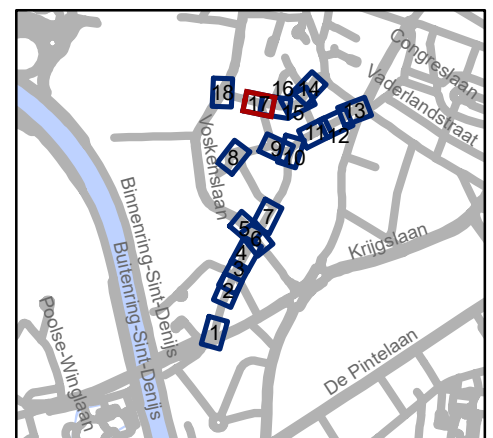 Congreslaan
Vaderlandstraat
Voskenslaan
Binnenring-Sint-Denijs
Buitenring-Sint-Denijs
Poolse-Winglaan
Krijgslaan
De Pintelaan
18
17
16
14
15
13
12
11
10
9
8
7
5
6
4
3
2
1